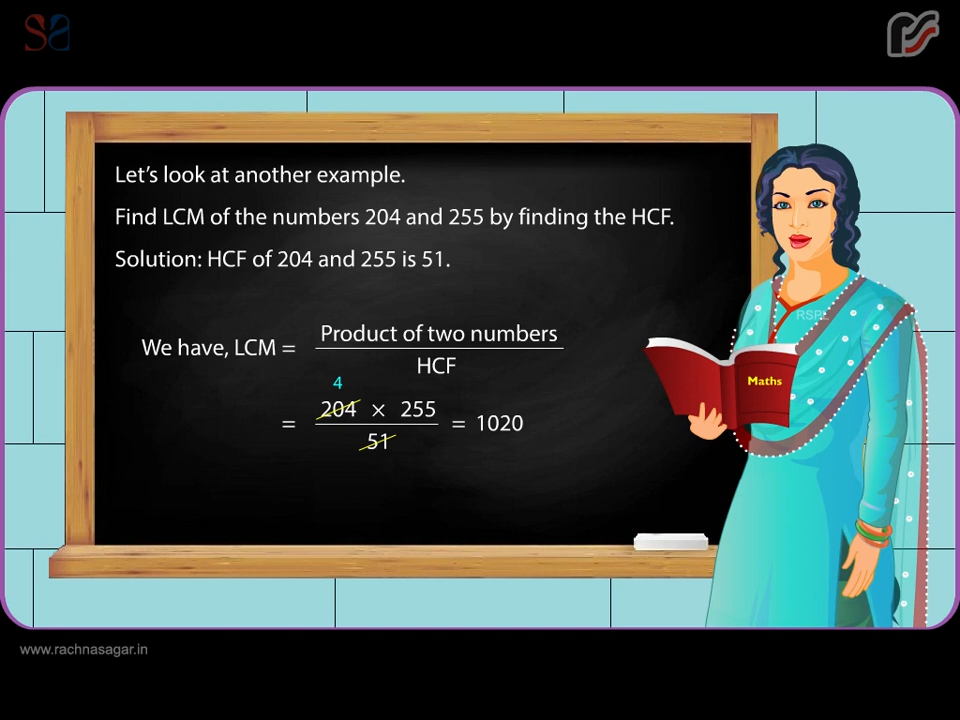 Sa
Let's look at another example.
Find LCM of the numbers 204 and 255 by finding the HCF.
Solution: HCF of 204 and 255 is 51.
We have, LCM = Product of two numbers
HCF
4
= 204 × 255 = 1020
51
RSPL
Maths
www.rachnasagar.in